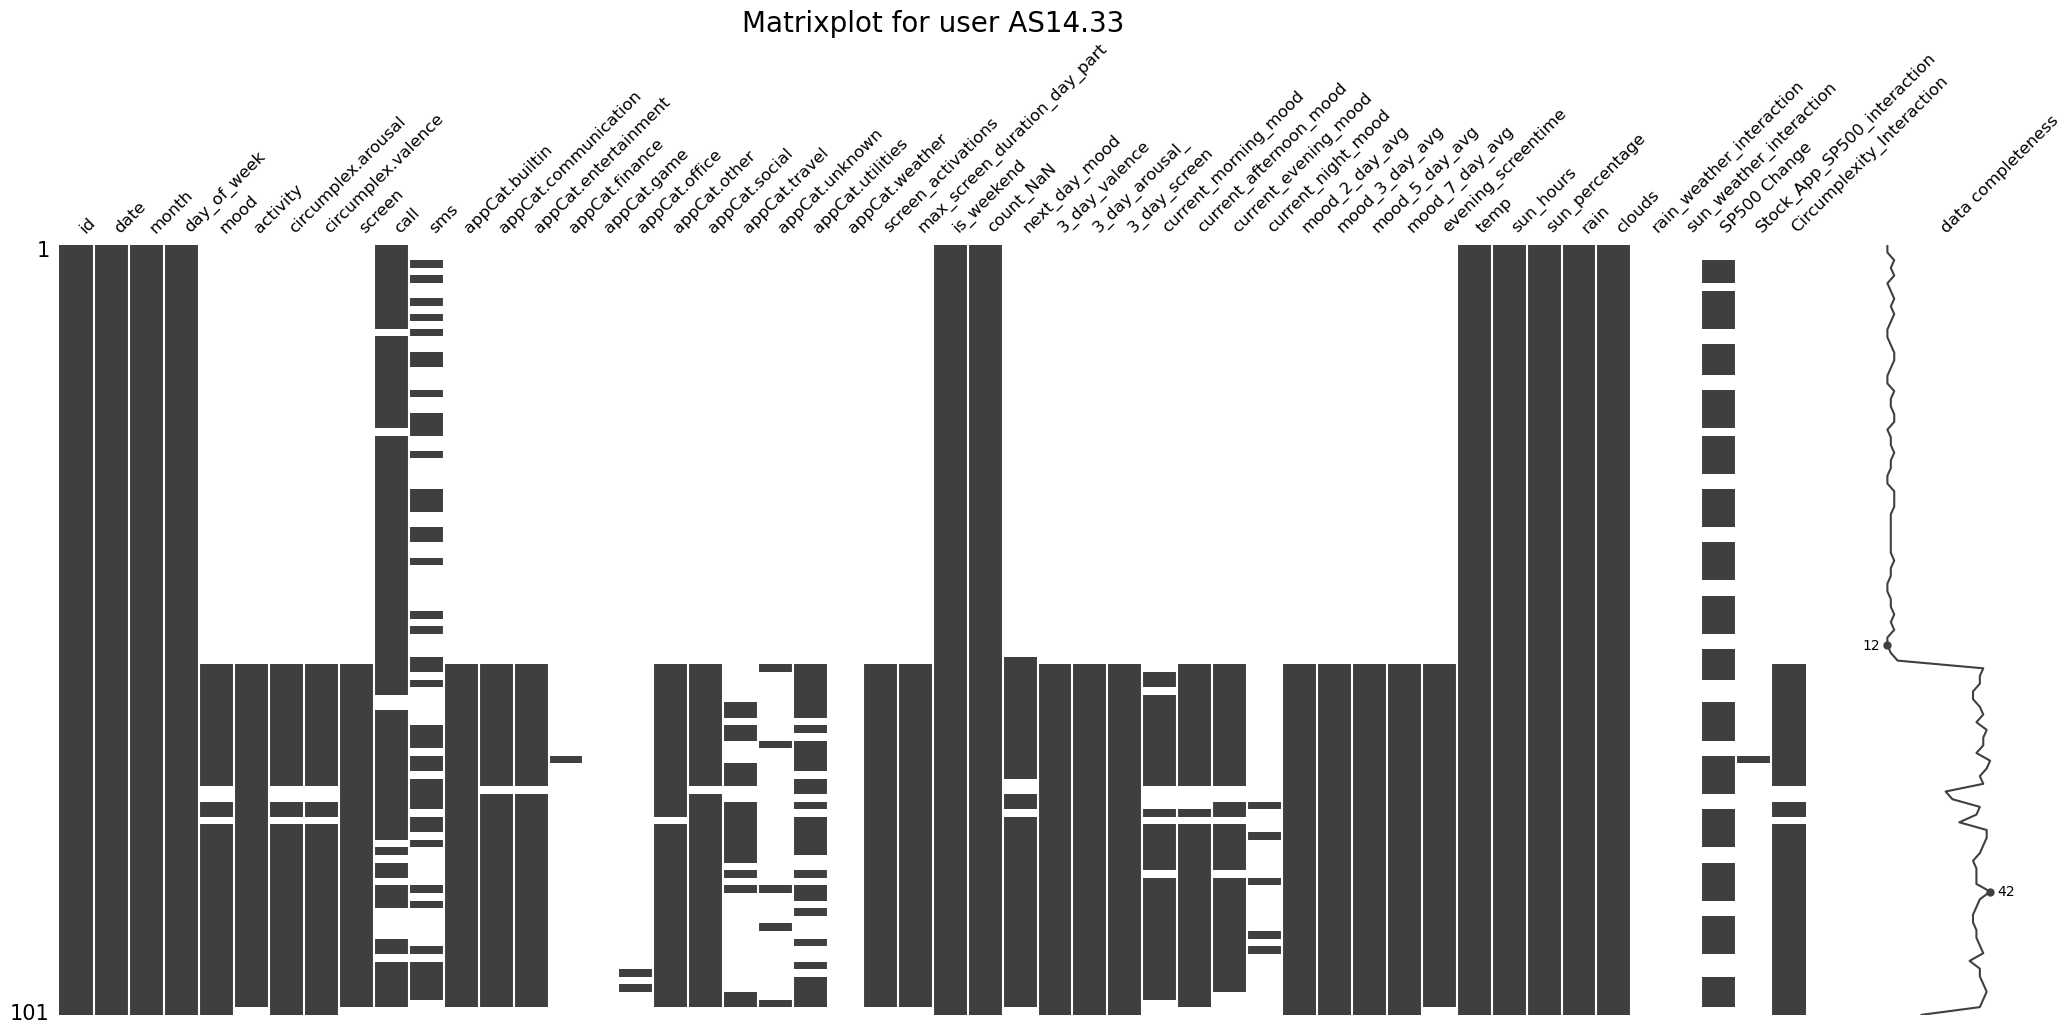 Matrixplot for user AS14.33
id
date
month
day_of_week
mood
activity
circumplex.arousal
circumplex.valence
screen
call
sms
appCat.builtin
appCat.communication
appCat.entertainment
appCat.finance
appCat.game
appCat.office
appCat.other
appCat.social
appCat.travel
appCat.unknown
appCat.utilities
appCat.weather
screen_activations
max_screen_duration_day_part
is_weekend
count_NaN
next_day_mood
3_day_valence
3_day_arousal_
3_day_screen
current_morning_mood
current_afternoon_mood
current_evening_mood
current_night_mood
mood_2_day_avg
mood_3_day_avg
mood_5_day_avg
mood_7_day_avg
evening_screentime
temp
sun_hours
sun_percentage
rain
clouds
rain_weather_interaction
sun_weather_interaction
SP500 Change
Stock_App_SP500_interaction
Circumplexity_Interaction
data completeness
1
12
42
101